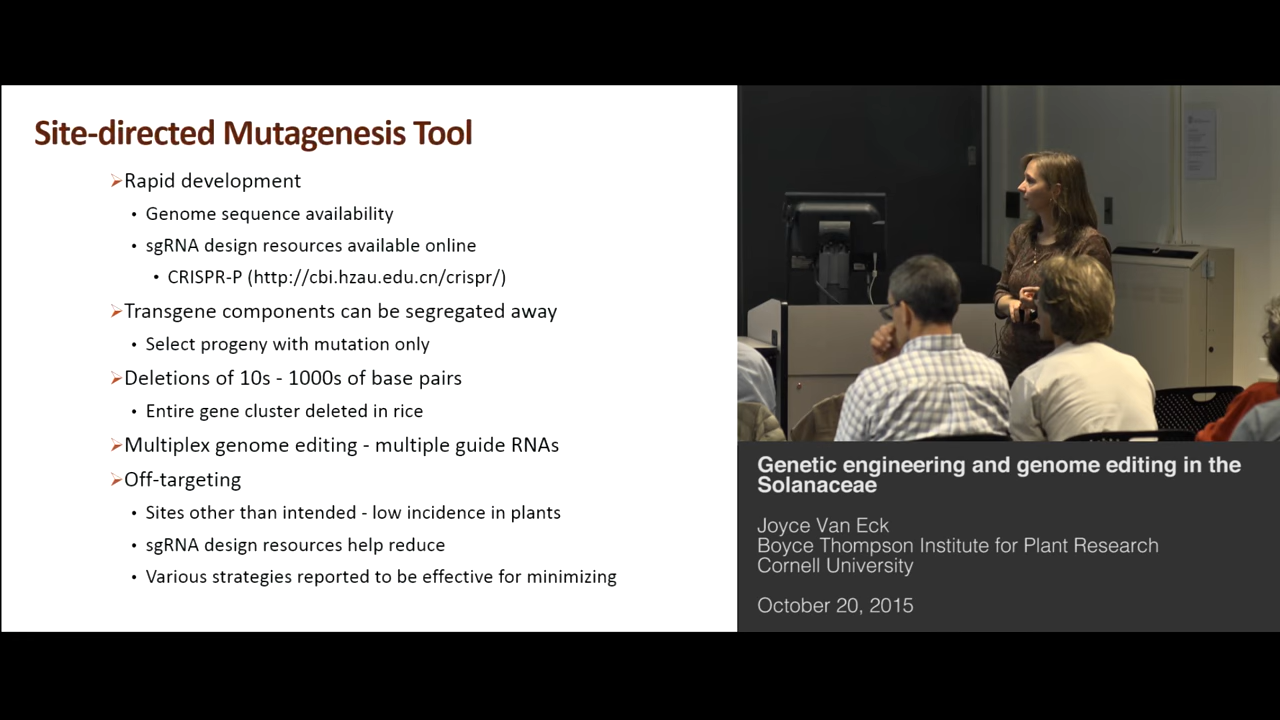 Site-directed Mutagenesis Tool
➢Rapid development
• Genome sequence availability
• sgRNA design resources available online
• CRISPR-P (http://cbi.hzau.edu.cn/crispr/)
➢Transgene components can be segregated away
• Select progeny with mutation only
➢Deletions of 10s - 1000s of base pairs
• Entire gene cluster deleted in rice
➢Multiplex genome editing - multiple guide RNAs
➢Off-targeting
• Sites other than intended - low incidence in plants
• sgRNA design resources help reduce
• Various strategies reported to be effective for minimizing
Genetic engineering and genome editing in the
Solanaceae
Joyce Van Eck
Boyce Thompson Institute for Plant Research
Cornell University
October 20, 2015